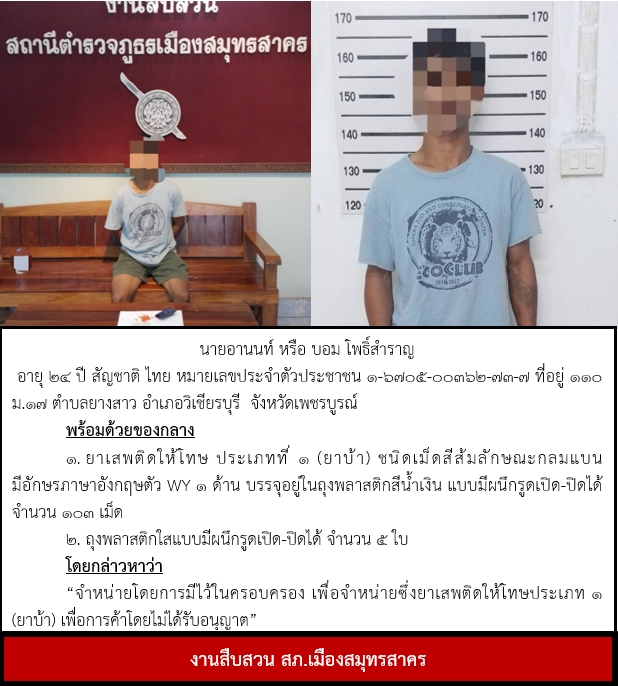 งานสืบสวน
สถานีตำรวจภูธรเมืองสมุทรสาคร
170 170
160 160
150 150
140 140
130 130
120 120
COCLUB
นายอานนท์ หรือ บอม โพธิ์สำราญ
อายุ ๒๔ ปี สัญชาติ ไทย หมายเลขประจำตัวประชาชน ๑-๖๗๐๕-๐๐๓๖๒-๗๓-๗ ที่อยู่ ๑๑๐
ม.๑๗ ตำบลยางสาว อำเภอวิเชียรบุรี จังหวัดเพชรบูรณ์
พร้อมด้วยของกลาง
๑. ยาเสพติดให้โทษ ประเภทที่ ๑ (ยาบ้า) ชนิดเม็ดสีส้มลักษณะกลมแบน
มีอักษรภาษาอังกฤษตัว WY ๑ ด้าน บรรจุอยู่ในถุงพลาสติกสีน้ำเงิน แบบมีผนึกรูดเปิด-ปิดได้
จำนวน ๑๐๓ เม็ด
๒. ถุงพลาสติกใสแบบมีผนึกรูดเปิด-ปิดได้ จำนวน ๕ ใบ
โดยกล่าวหาว่า
“จำหน่ายโดยการมีไว้ในครอบครอง เพื่อจำหน่ายซึ่งยาเสพติดให้โทษประเภท ๑
(ยาบ้า) เพื่อการค้าโดยไม่ได้รับอนุญาต”
งานสืบสวน สภ.เมืองสมุทรสาคร